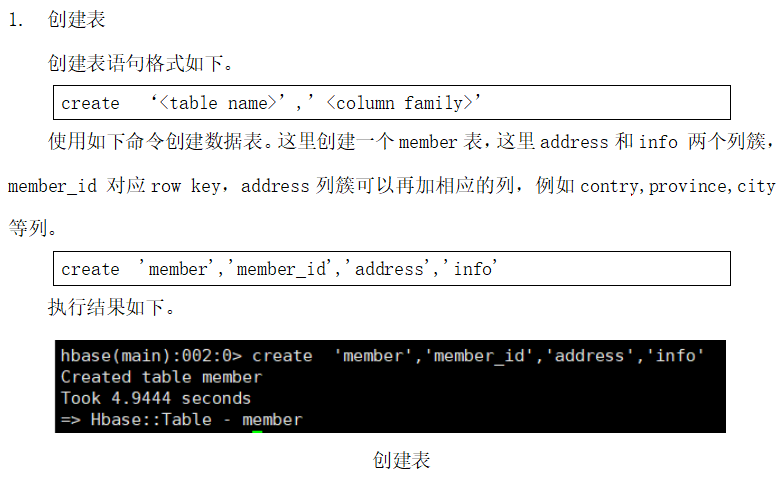 1. 创建表
创建表语句格式如下。
create ‘<table name>’,’ <column family>’
使用如下命令创建数据表。这里创建一个 member 表，这里 address 和 info 两个列簇，
member_id 对应 row key，address 列簇可以再加相应的列，例如 contry,province,city
等列。
create 'member','member_id','address','info'
执行结果如下。
hbase(main):002:0> create 'member','member_id','address','info'
Created table member
Took 4.9444 seconds
=> Hbase::Table - member
创建表